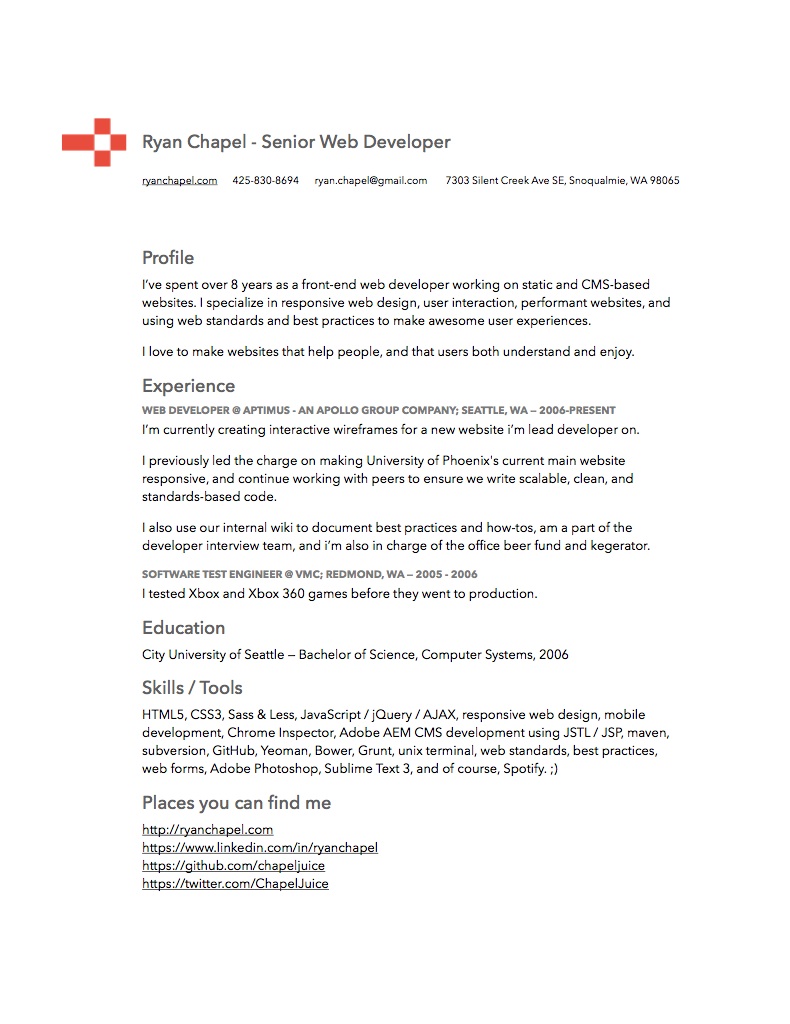 Ryan Chapel - Senior Web Developer
ryanchapel.com 425-830-8694 ryan.chapel@gmail.com 7303 Silent Creek Ave SE, Snoqualmie, WA 98065
Profile
I've spent over 8 years as a front-end web developer working on static and CMS-based
websites. I specialize in responsive web design, user interaction, performant websites, and
using web standards and best practices to make awesome user experiences.
I love to make websites that help people, and that users both understand and enjoy.
Experience
WEB DEVELOPER @ APTIMUS - AN APOLLO GROUP COMPANY; SEATTLE, WA – 2006-PRESENT
I'm currently creating interactive wireframes for a new website i'm lead developer on.
I previously led the charge on making University of Phoenix's current main website
responsive, and continue working with peers to ensure we write scalable, clean, and
standards-based code.
I also use our internal wiki to document best practices and how-tos, am a part of the
developer interview team, and i'm also in charge of the office beer fund and kegerator.
SOFTWARE TEST ENGINEER @ VMC; REDMOND, WA – 2005 - 2006
I tested Xbox and Xbox 360 games before they went to production.
Education
City University of Seattle – Bachelor of Science, Computer Systems, 2006
Skills / Tools
HTML5, CSS3, Sass & Less, JavaScript / jQuery / AJAX, responsive web design, mobile
development, Chrome Inspector, Adobe AEM CMS development using JSTL / JSP, maven,
subversion, GitHub, Yeoman, Bower, Grunt, unix terminal, web standards, best practices,
web forms, Adobe Photoshop, Sublime Text 3, and of course, Spotify. ;)
Places you can find me
http://ryanchapel.com
https://www.linkedin.com/in/ryanchapel
https://github.com/chapeljuice
https://twitter.com/ChapelJuice